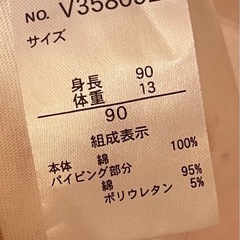 NO. V35805
サイズ
身長 90
体重 13
90
組成表示
本体 綿 100%
パイピング部分
綿 95%
ポリウレタン 5%